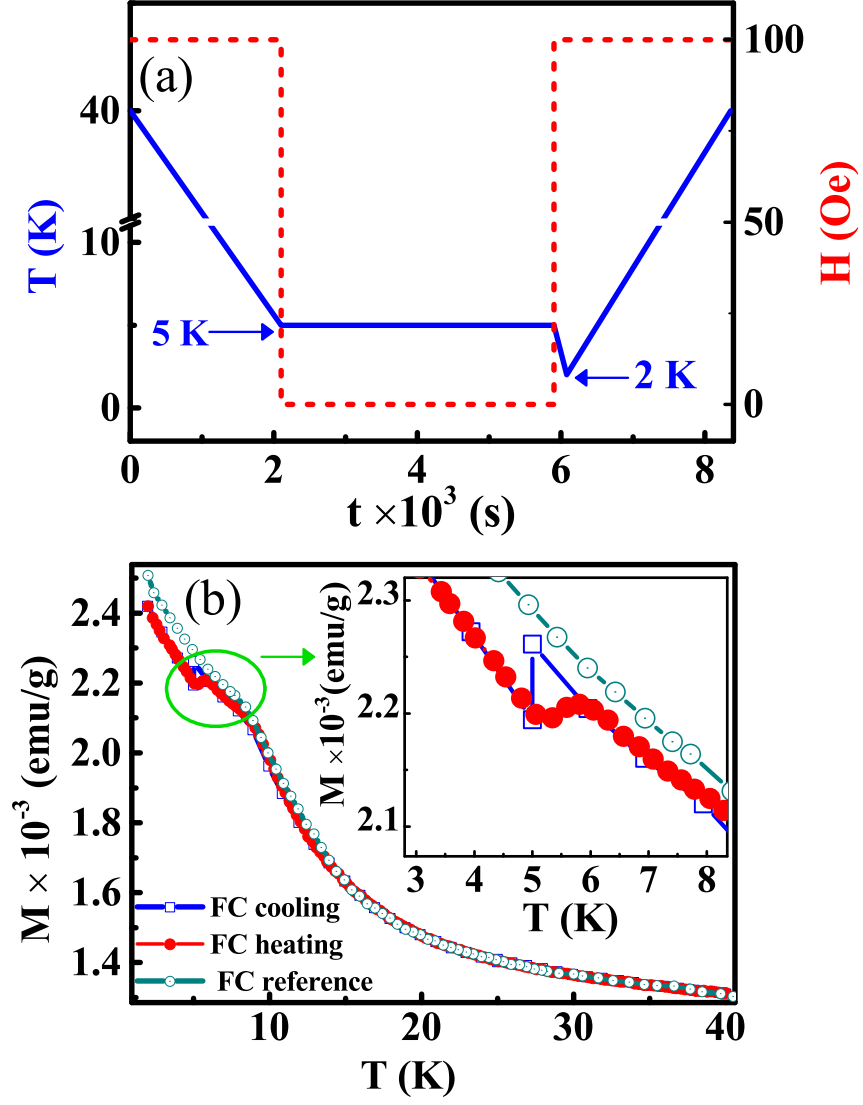 (a)
T (K)
40
10
0
5 K
2 K
H (Oe)
100
50
0
0 2 4 6 8
t ×10³ (s)
(b)
M × 10⁻³ (emu/g)
2.4
2.2
2.0
1.8
1.6
1.4
FC cooling
FC heating
FC reference
10 20 30 40
T (K)
M ×10⁻³(emu/g)
2.3
2.2
2.1
3 4 5 6 7 8
T (K)